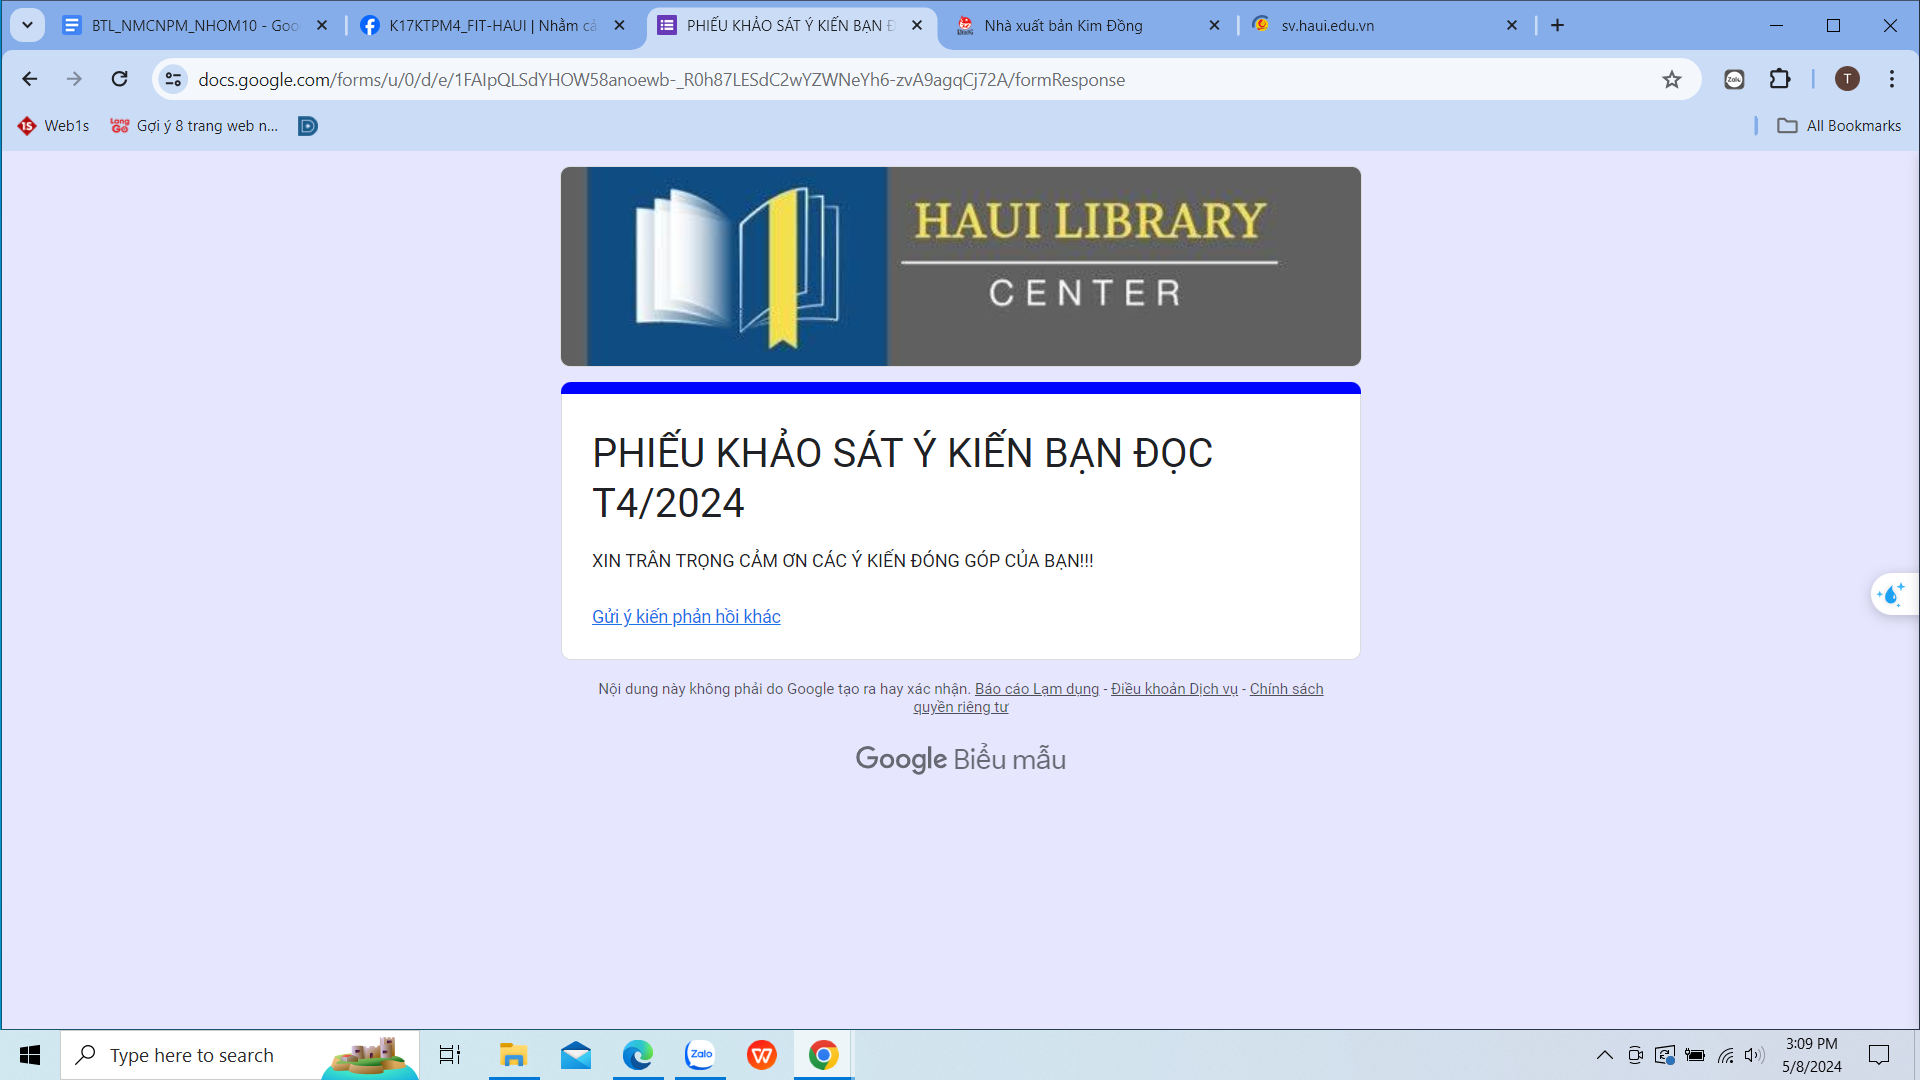 BTL_NMCNPM_NHOM10 - Goo
K17KTPM4_FIT-HAUI | Nhằm cả
PHIẾU KHẢO SÁT Ý KIẾN BẠN Đ
Nhà xuất bản Kim Đồng
sv.haui.edu.vn
docs.google.com/forms/u/0/d/e/1FAIpQLSdYHOW58anoewb-_R0h87LESdC2wYZWNeYh6-zvA9agqCj72A/formResponse
Zalo
T
Web1s
Gợi ý 8 trang web n...
All Bookmarks
HAUI LIBRARY
CENTER
PHIẾU KHẢO SÁT Ý KIẾN BẠN ĐỌC
T4/2024
XIN TRÂN TRỌNG CẢM ƠN CÁC Ý KIẾN ĐÓNG GÓP CỦA BẠN!!!
Gửi ý kiến phản hồi khác
Nội dung này không phải do Google tạo ra hay xác nhận. Báo cáo Lạm dụng - Điều khoản Dịch vụ - Chính sách
quyền riêng tư
Google Biểu mẫu
Type here to search
Zalo
3:09 PM
5/8/2024